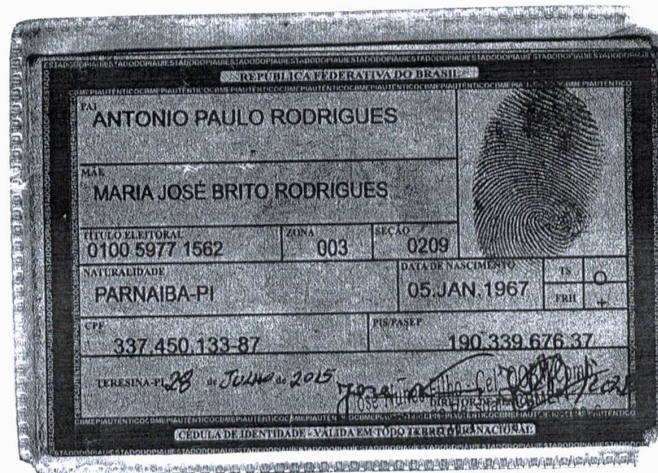 REPÚBLICA FEDERATIVA DO BRASIL
PAI
ANTONIO PAULO RODRIGUES
MÃE
MARIA JOSÉ BRITO RODRIGUES
TÍTULO ELEITORAL ZONA SEÇÃO
0100 5977 1562 003 0209
NATURALIDADE DATA DE NASCIMENTO TS O
PARNAIBA-PI 05.JAN.1967 FRH +
CPF PIS/PASEP
337.450.133-87 190.339.676.37
TERESINA-PI, 28 de JULHO de 2015
CÉDULA DE IDENTIDADE - VÁLIDA EM TODO TERRITÓRIO NACIONAL